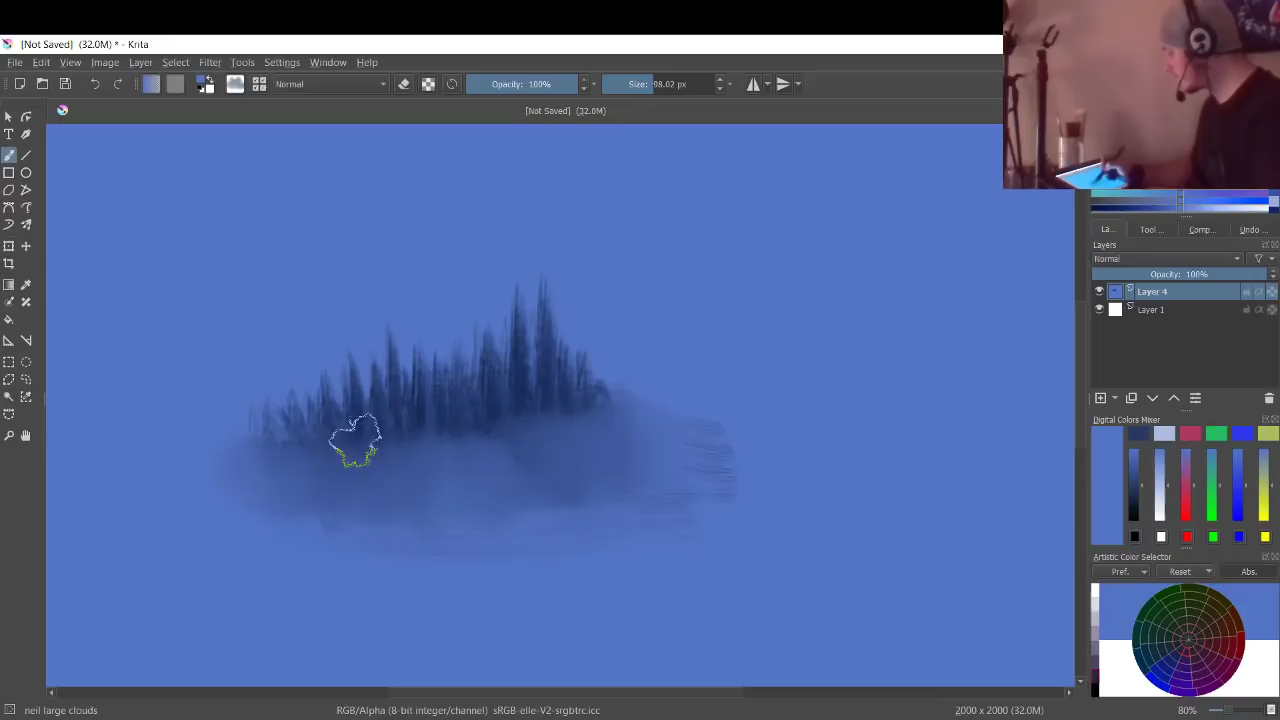 [Not Saved] (32.0M) * - Krita
File Edit View Image Layer Select Filter Tools Settings Window Help
Normal Opacity: 100% Size: 98.02 px
[Not Saved] (32.0M)
La... Tool ... Comp... Undo ...
Layers
Normal
Opacity: 100%
Layer 4
Layer 1
Digital Colors Mixer
Artistic Color Selector
Pref. Reset Abs.
neil large clouds RGB/Alpha (8-bit integer/channel) sRGB-elle-V2-srgbtrc.icc 2000 x 2000 (32.0M) 80%